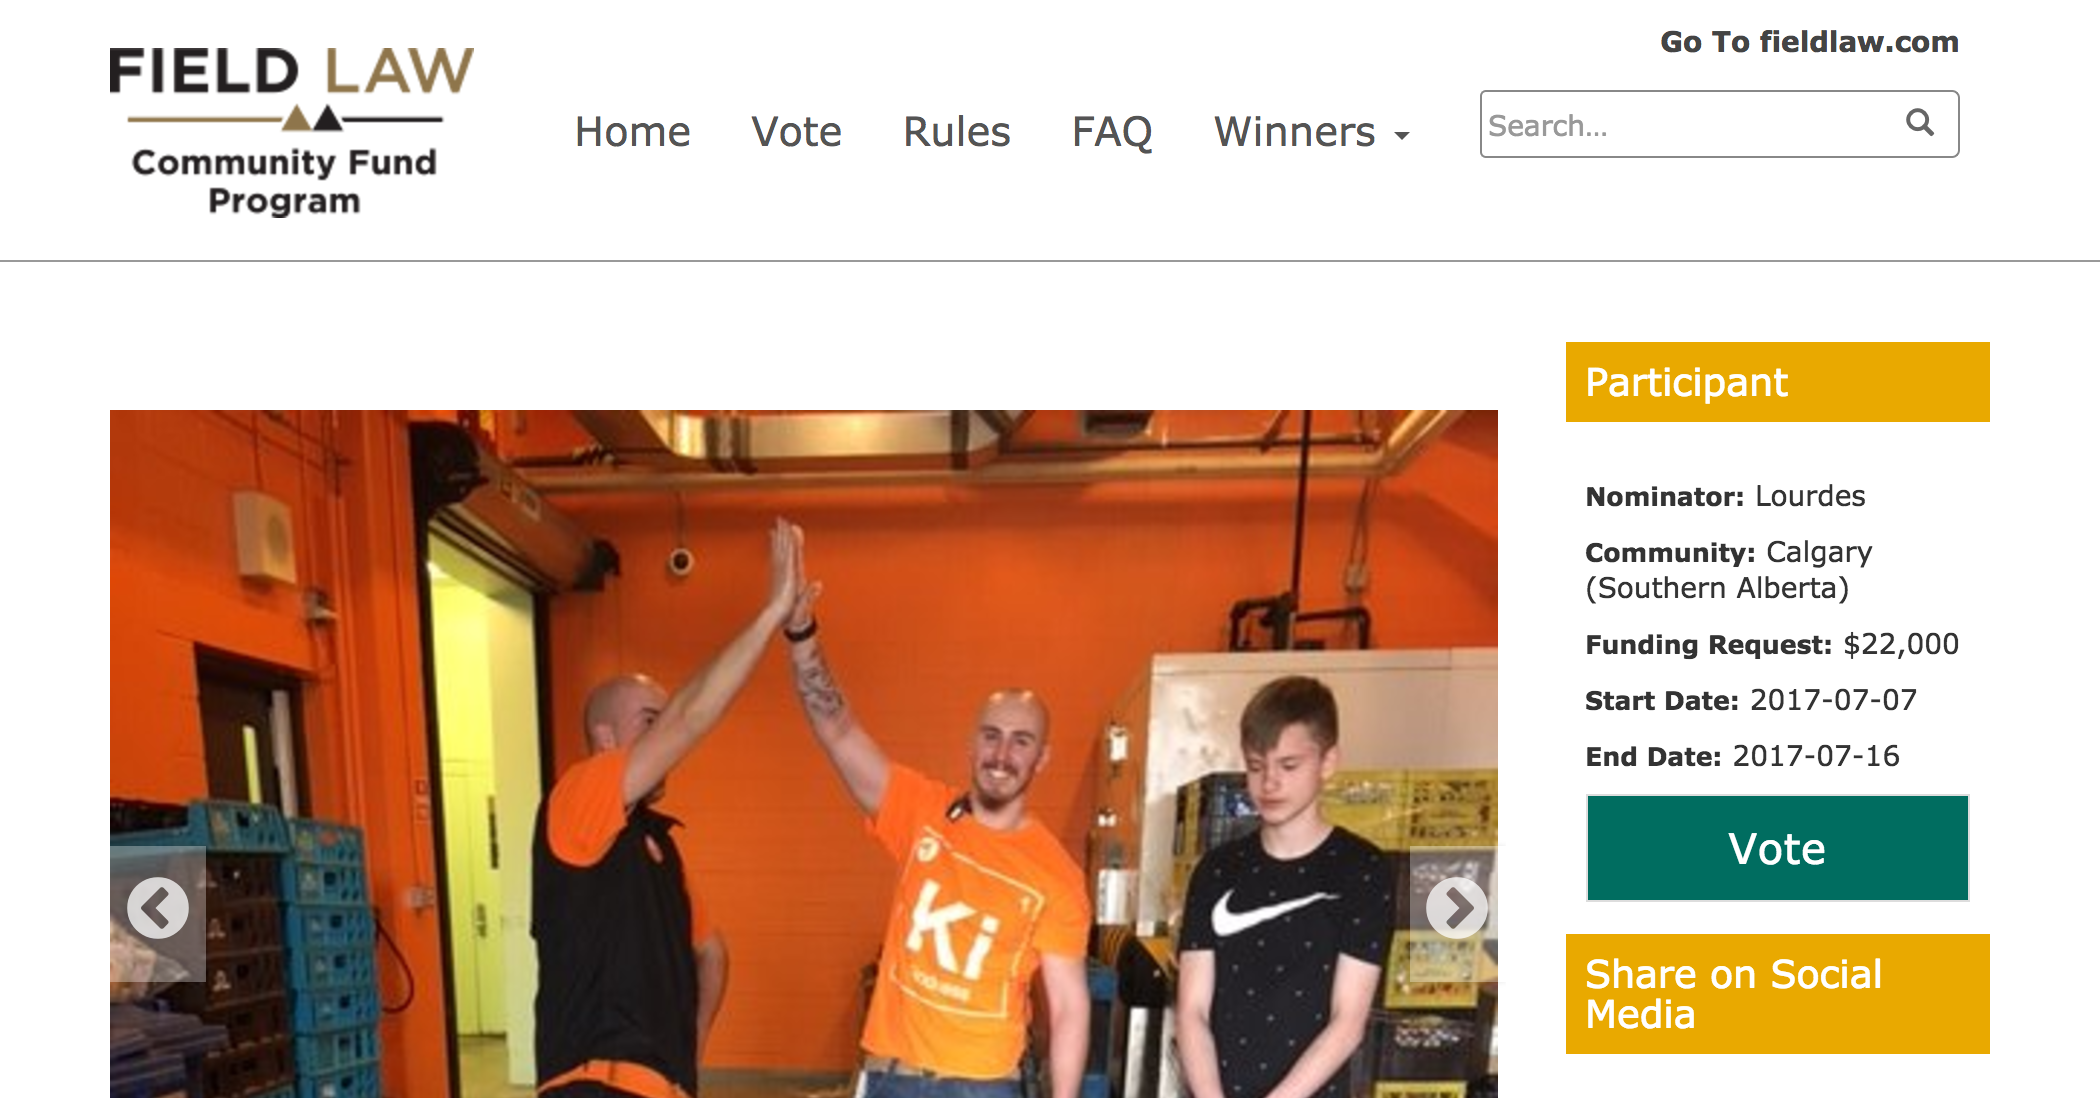 Go To fieldlaw.com
FIELD LAW
Community Fund
Program
Home Vote Rules FAQ Winners
Search...
Participant
Nominator: Lourdes
Community: Calgary
(Southern Alberta)
Funding Request: $22,000
Start Date: 2017-07-07
End Date: 2017-07-16
Vote
Share on Social
Media
Ki